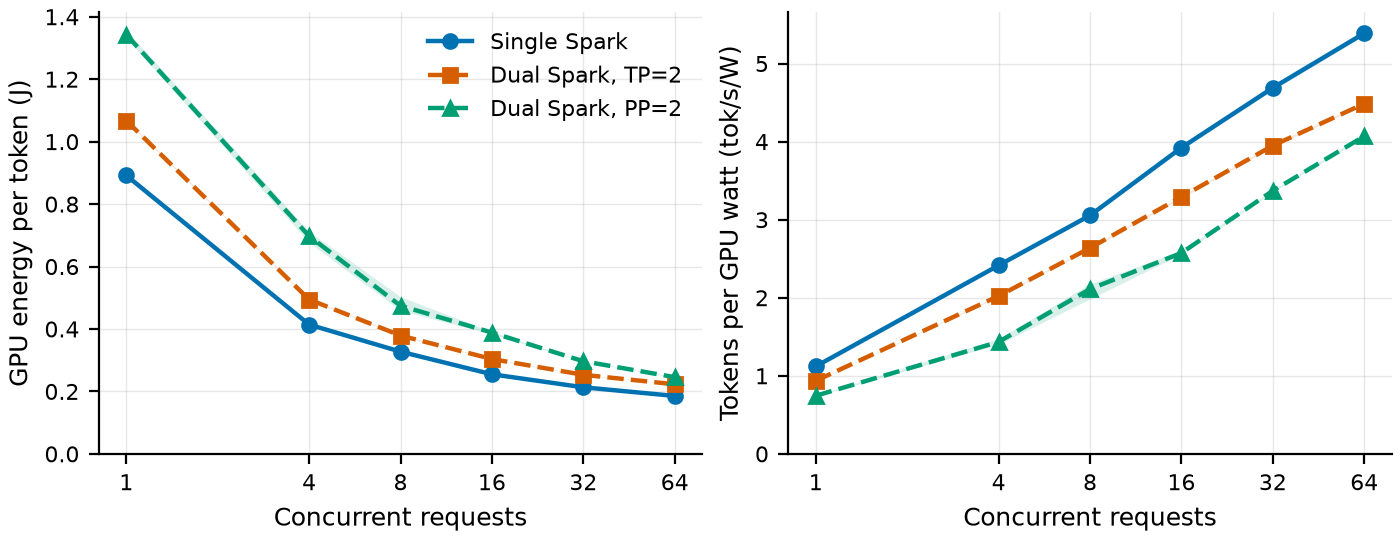 GPU energy per token (J)
1.4
1.2
1.0
0.8
0.6
0.4
0.2
0.0
Single Spark
Dual Spark, TP=2
Dual Spark, PP=2
1 4 8 16 32 64
Concurrent requests
Tokens per GPU watt (tok/s/W)
5
4
3
2
1
0
1 4 8 16 32 64
Concurrent requests